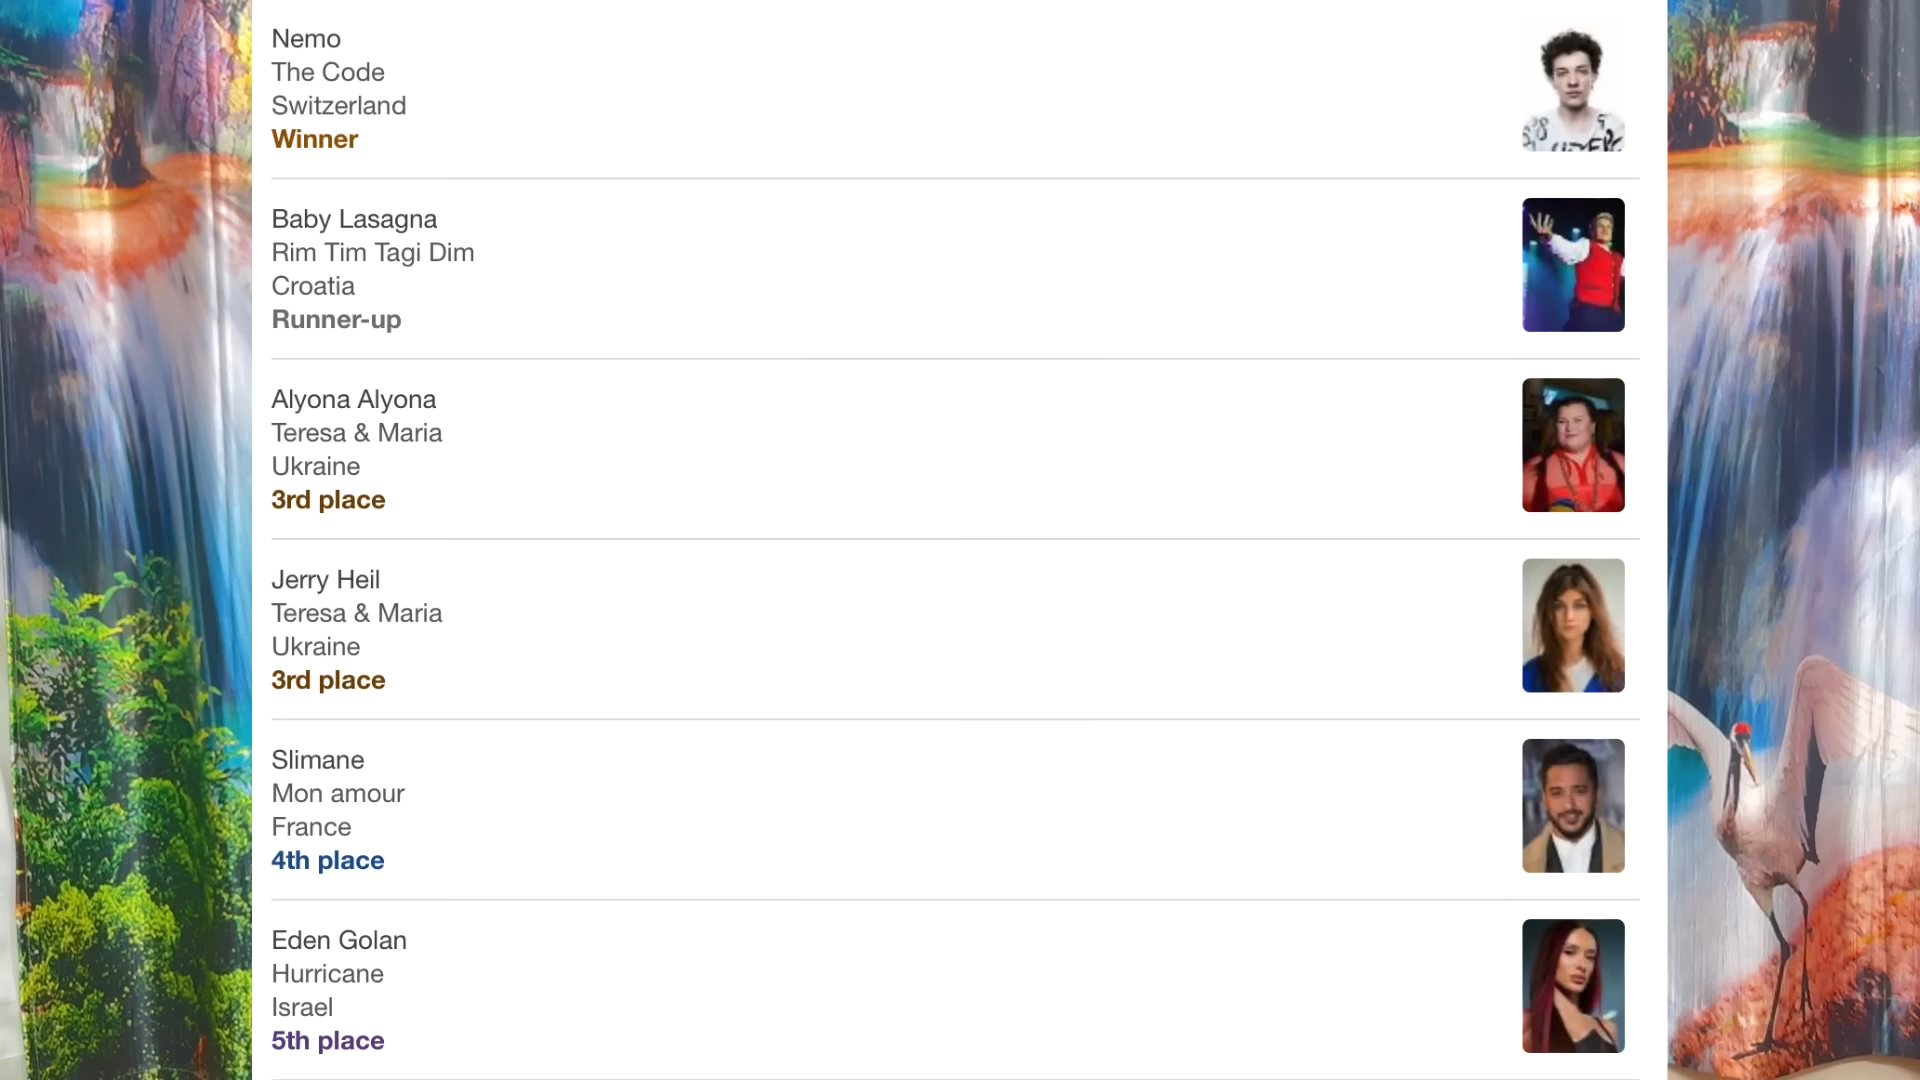 Nemo
The Code
Switzerland
Winner
Baby Lasagna
Rim Tim Tagi Dim
Croatia
Runner-up
Alyona Alyona
Teresa & Maria
Ukraine
3rd place
Jerry Heil
Teresa & Maria
Ukraine
3rd place
Slimane
Mon amour
France
4th place
Eden Golan
Hurricane
Israel
5th place